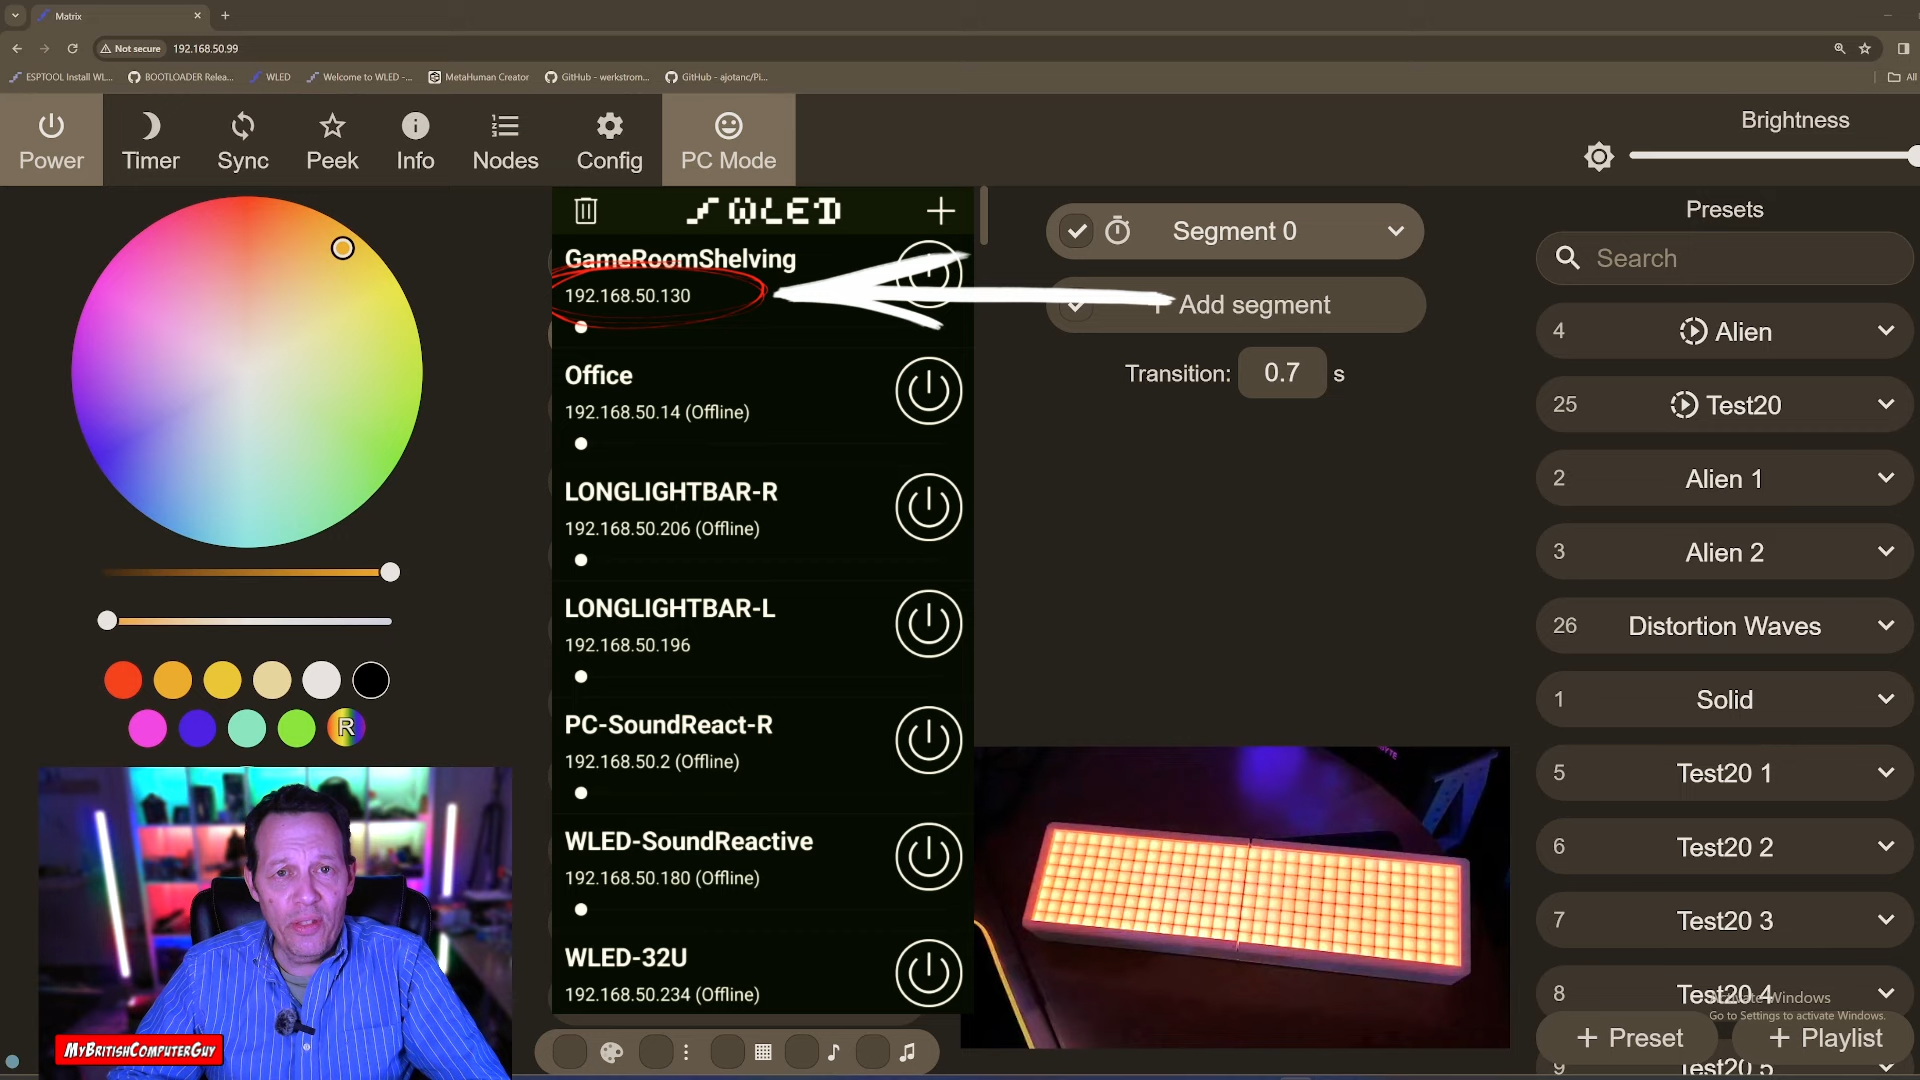 Matrix
Not secure
192.168.50.99
ESPTOOL Install WL...
BOOTLOADER Relea...
WLED
Welcome to WLED -...
MetaHuman Creator
GitHub - werkstrom...
GitHub - ajotanc/Pi...
All
Power
Timer
Sync
Peek
Info
Nodes
Config
PC Mode
Brightness
WLED
GameRoomShelving
192.168.50.130
Office
192.168.50.14 (Offline)
LONGLIGHTBAR-R
192.168.50.206 (Offline)
LONGLIGHTBAR-L
192.168.50.196
PC-SoundReact-R
192.168.50.2 (Offline)
WLED-SoundReactive
192.168.50.180 (Offline)
WLED-32U
192.168.50.234 (Offline)
Segment 0
+ Add segment
Transition: 0.7 s
Presets
Search
4 Alien
25 Test20
2 Alien 1
3 Alien 2
26 Distortion Waves
1 Solid
5 Test20 1
6 Test20 2
7 Test20 3
8 Test20 4
Activate Windows
Go to Settings to activate Windows.
+ Preset
+ Playlist
9 Test20 5
R
MyBritishComputerGuy